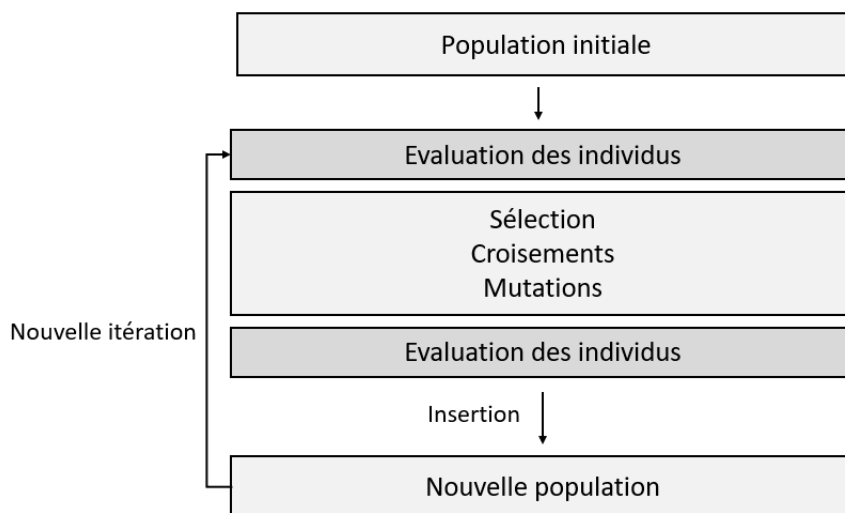 Population initiale
Evaluation des individus
Sélection
Croisements
Mutations
Nouvelle itération
Evaluation des individus
Insertion
Nouvelle population